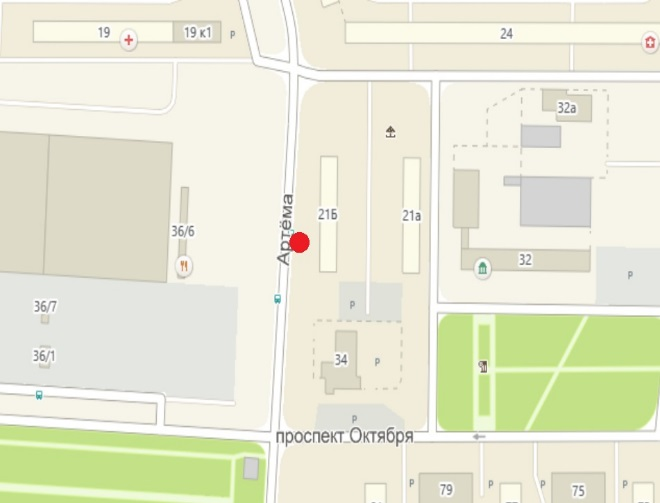 19
19 к1
P
24
32а
Артёма
21Б
21а
36/6
32
P
36/7
P
36/1
34
P
P
проспект Октября
P
79
P
P
75
P